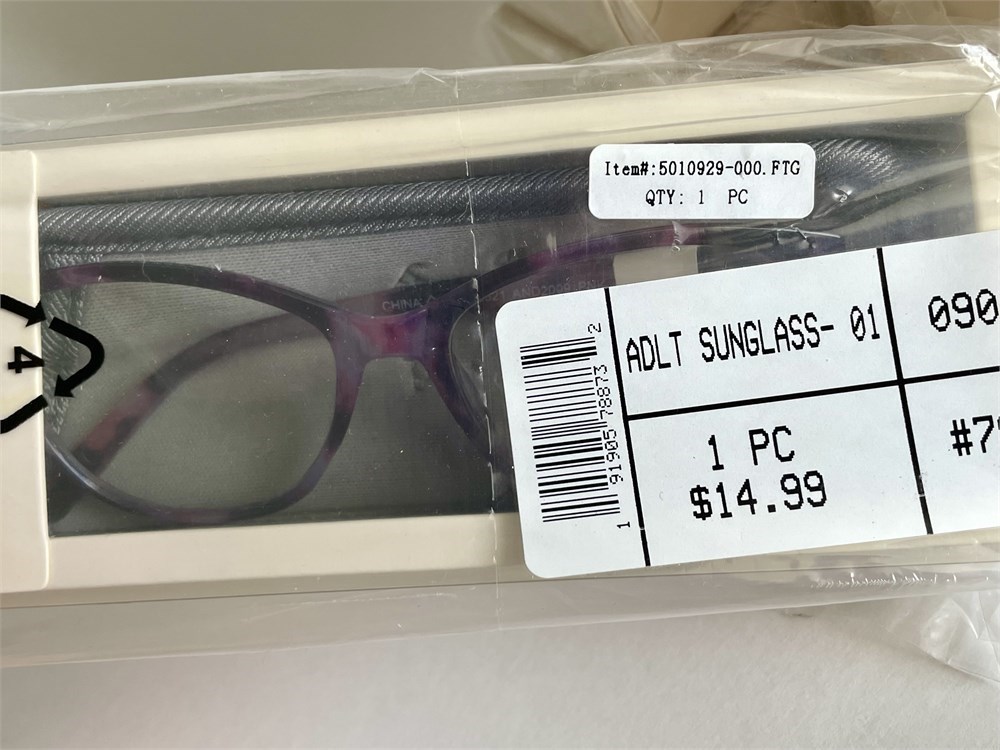 Item#:5010929-000.FTG
QTY: 1 PC
CHINA
4
ADLT SUNGLASS- 01
090
1 PC
$14.99
#7
1 91905 78873 2